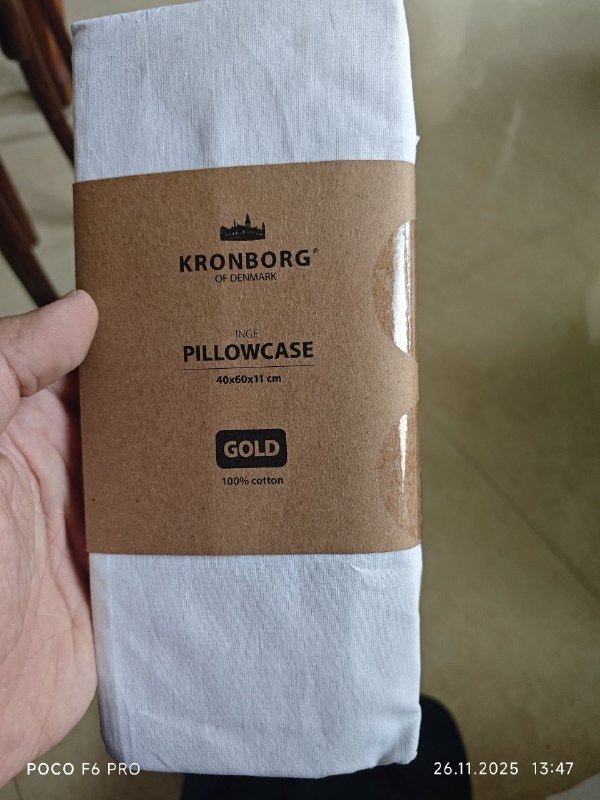 KRONBORG®
OF DENMARK
INGE
PILLOWCASE
40x60x11 cm
GOLD
100% cotton
POCO F6 PRO
26.11.2025 13:47